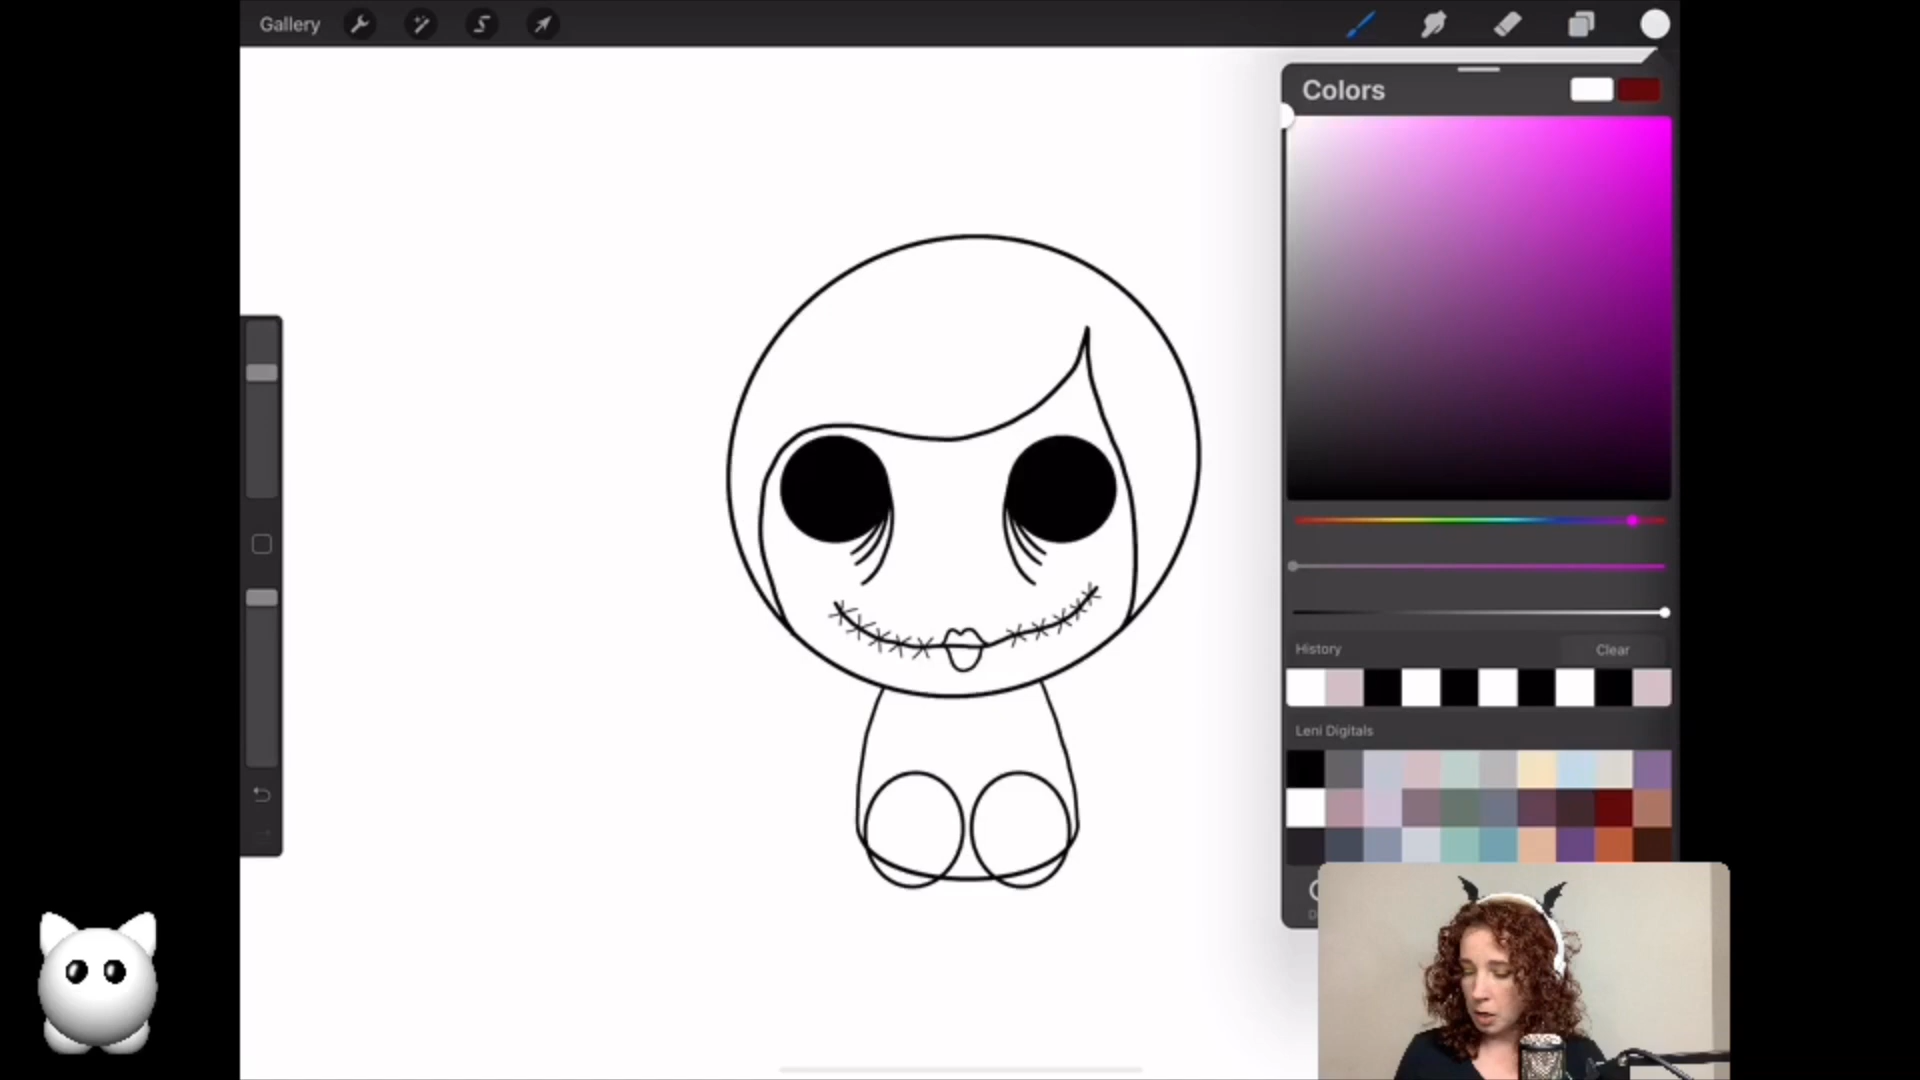 Gallery
Colors
History
Clear
Leni Digitals